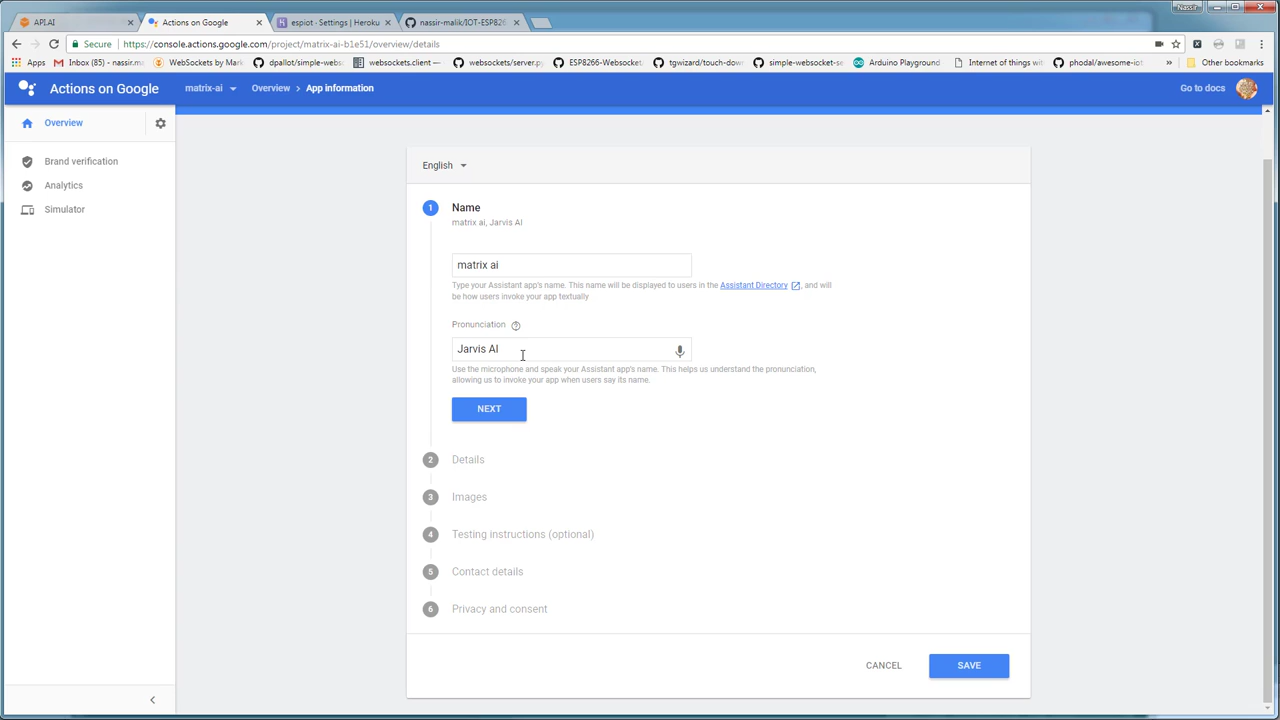 Nassir
API.AI
Actions on Google
espiot · Settings | Heroku
nassir-malik/IOT-ESP826
Secure
https://console.actions.google.com/project/matrix-ai-b1e51/overview/details
Apps
Inbox (85) - nassir.m
WebSockets by Mark
dpallot/simple-webs
websockets.client —
websockets/server.py
ESP8266-Websocket
tgwizard/touch-down
simple-websocket-se
Arduino Playground
Internet of things wi
phodal/awesome-iot
»
Other bookmarks
Actions on Google
matrix-ai
Overview > App information
Go to docs
Overview
Brand verification
Analytics
Simulator
English
1
Name
matrix ai, Jarvis AI
matrix ai
Type your Assistant app's name. This name will be displayed to users in the Assistant Directory, and will
be how users invoke your app textually
Pronunciation ?
Jarvis AI
Use the microphone and speak your Assistant app's name. This helps us understand the pronunciation,
allowing us to invoke your app when users say its name.
NEXT
2 Details
3 Images
4 Testing instructions (optional)
5 Contact details
6 Privacy and consent
CANCEL
SAVE